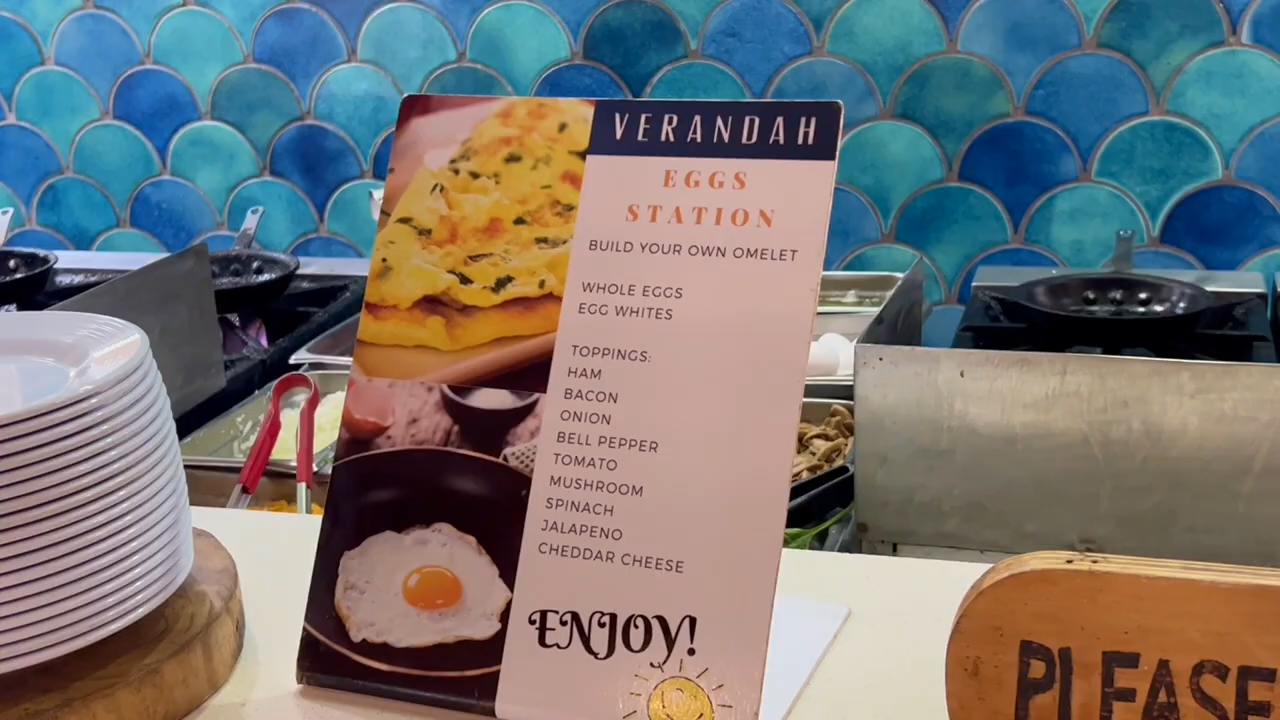 VERANDAH
EGGS
STATION
BUILD YOUR OWN OMELET
WHOLE EGGS
EGG WHITES
TOPPINGS:
HAM
BACON
ONION
BELL PEPPER
TOMATO
MUSHROOM
SPINACH
JALAPENO
CHEDDAR CHEESE
ENJOY!
PLEASE